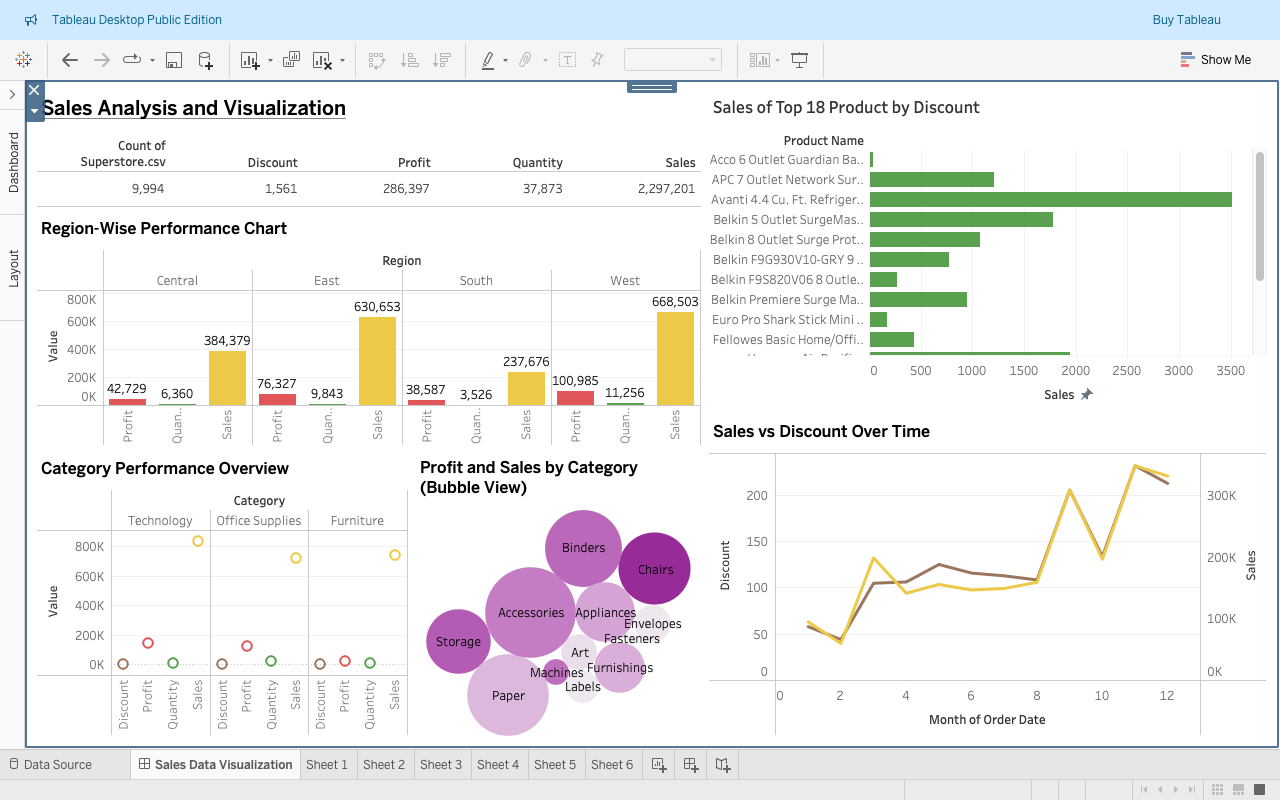 Tableau Desktop Public Edition
Buy Tableau
Show Me
Dashboard
Layout
Sales Analysis and Visualization
Count of
Superstore.csv
Discount
Profit
Quantity
Sales
9,994
1,561
286,397
37,873
2,297,201
Region-Wise Performance Chart
Region
Central
East
South
West
Value
800K
600K
400K
200K
0K
42,729
6,360
384,379
76,327
9,843
630,653
38,587
3,526
237,676
100,985
11,256
668,503
Profit
Quan..
Sales
Profit
Quan..
Sales
Profit
Quan..
Sales
Profit
Quan..
Sales
Category Performance Overview
Category
Technology
Office Supplies
Furniture
Value
800K
600K
400K
200K
0K
Discount
Profit
Quantity
Sales
Discount
Profit
Quantity
Sales
Discount
Profit
Quantity
Sales
Profit and Sales by Category
(Bubble View)
Binders
Chairs
Accessories
Appliances
Envelopes
Fasteners
Storage
Art
Furnishings
Machines
Labels
Paper
Sales of Top 18 Product by Discount
Product Name
Acco 6 Outlet Guardian Ba..
APC 7 Outlet Network Sur..
Avanti 4.4 Cu. Ft. Refriger..
Belkin 5 Outlet SurgeMas..
Belkin 8 Outlet Surge Prot..
Belkin F9G930V10-GRY 9 ..
Belkin F9S820V06 8 Outle..
Belkin Premiere Surge Ma..
Euro Pro Shark Stick Mini ..
Fellowes Basic Home/Offi..
0
500
1000
1500
2000
2500
3000
3500
Sales
Sales vs Discount Over Time
Discount
200
150
100
50
0
300K
200K
100K
0K
Sales
0
2
4
6
8
10
12
Month of Order Date
Data Source
Sales Data Visualization
Sheet 1
Sheet 2
Sheet 3
Sheet 4
Sheet 5
Sheet 6